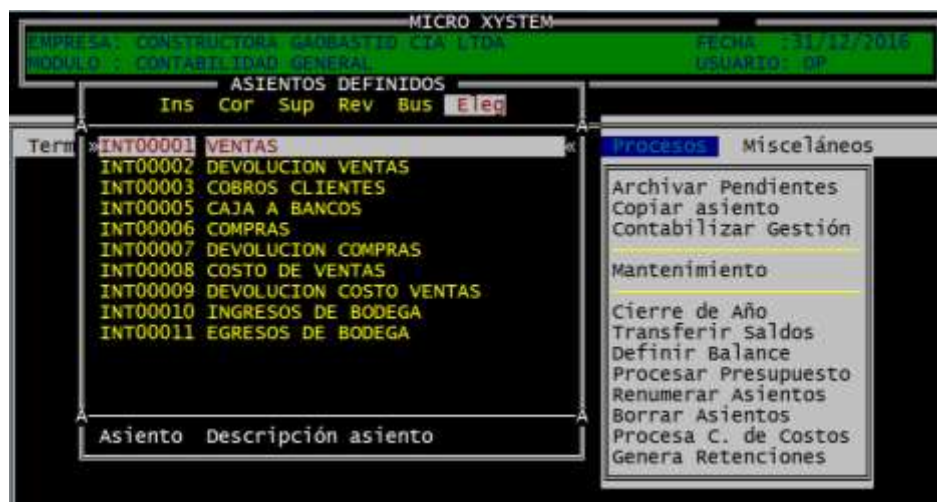 MICRO XYSTEM
EMPRESA: CONSTRUCTORA GAOBASTID CIA LTDA FECHA :31/12/2016
MODULO : CONTABILIDAD GENERAL USUARIO: OP
ASIENTOS DEFINIDOS
Ins Cor Sup Rev Bus Eleg
Term Procesos Misceláneos
»INT00001 VENTAS «
INT00002 DEVOLUCION VENTAS
INT00003 COBROS CLIENTES
INT00005 CAJA A BANCOS
INT00006 COMPRAS
INT00007 DEVOLUCION COMPRAS
INT00008 COSTO DE VENTAS
INT00009 DEVOLUCION COSTO VENTAS
INT00010 INGRESOS DE BODEGA
INT00011 EGRESOS DE BODEGA
Asiento Descripción asiento
Archivar Pendientes
Copiar asiento
Contabilizar Gestión
Mantenimiento
Cierre de Año
Transferir Saldos
Definir Balance
Procesar Presupuesto
Renumerar Asientos
Borrar Asientos
Procesa C. de Costos
Genera Retenciones